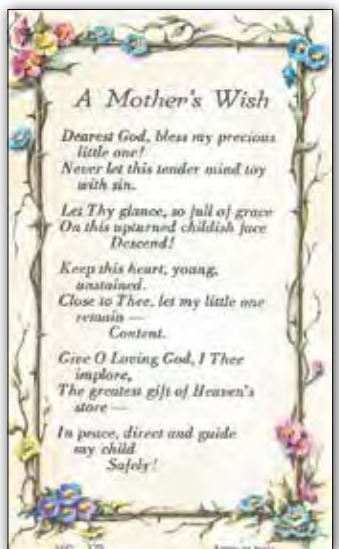 A Mother's Wish
Dearest God, bless my precious
little one!
Never let this tender mind toy
with sin.
Let Thy glance, so full of grace
On this upturned childish face
Descend!
Keep this heart, young,
unstained.
Close to Thee, let my little one
remain —
Content.
Give O Loving God, I Thee
implore,
The greatest gift of Heaven's
store —
In peace, direct and guide
my child
Safely!